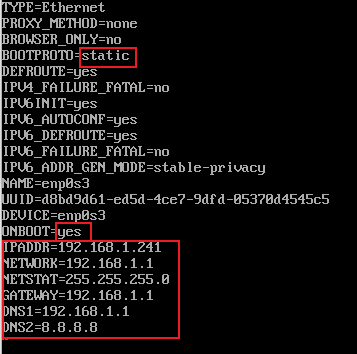 TYPE=Ethernet
PROXY_METHOD=none
BROWSER_ONLY=no
BOOTPROTO=static
DEFROUTE=yes
IPV4_FAILURE_FATAL=no
IPV6INIT=yes
IPV6_AUTOCONF=yes
IPV6_DEFROUTE=yes
IPV6_FAILURE_FATAL=no
IPV6_ADDR_GEN_MODE=stable-privacy
NAME=enp0s3
UUID=d8bd9d61-ed5d-4ce7-9dfd-05370d4545c5
DEVICE=enp0s3
ONBOOT=yes
IPADDR=192.168.1.241
NETWORK=192.168.1.1
NETSTAT=255.255.255.0
GATEWAY=192.168.1.1
DNS1=192.168.1.1
DNS2=8.8.8.8